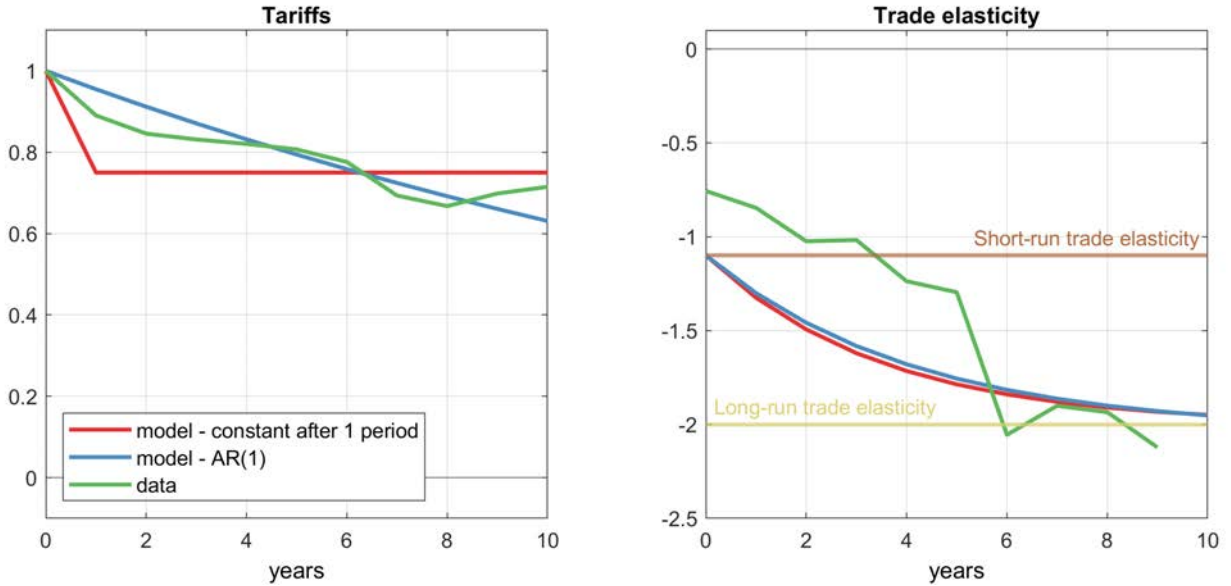 Tariffs
1
0.8
0.6
0.4
0.2
0
model - constant after 1 period
model - AR(1)
data
0 2 4 6 8 10
years
Trade elasticity
0
-0.5
-1
-1.5
-2
-2.5
Short-run trade elasticity
Long-run trade elasticity
0 2 4 6 8 10
years